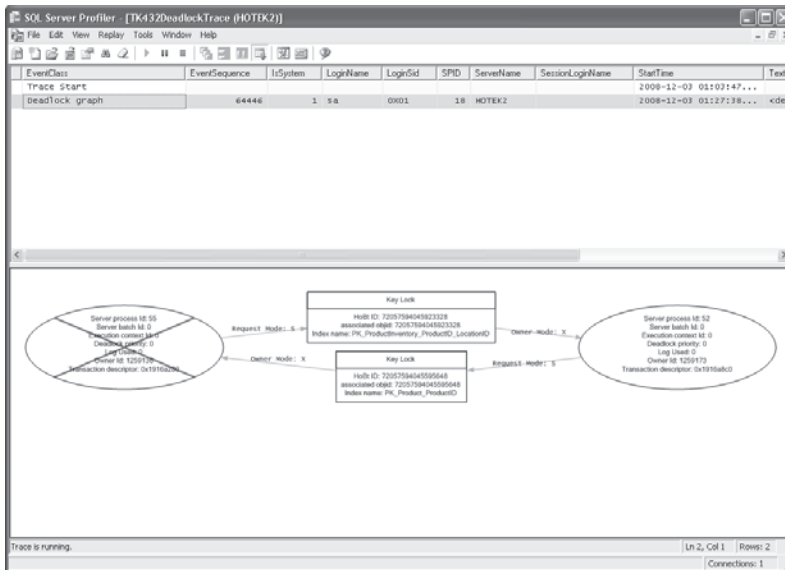 SQL Server Profiler - [TK432DeadlockTrace (HOTEK2)]
File Edit View Replay Tools Window Help
EventClass EventSequence IsSystem LoginName LoginSid SPID ServerName SessionLoginName StartTime Text
Trace Start 2008-12-03 01:03:47...
Deadlock graph 64446 1 sa 0X01 18 HOTEK2 2008-12-03 01:27:38... <de
Server process Id: 55
Server batch Id: 0
Execution context Id: 0
Deadlock priority: 0
Log Used: 0
Owner Id:
Transaction descriptor:
Request Mode: S
Owner Mode: X
Key Lock
HoBt ID: 72057594045923328
associated objid: 72057594045923328
Index name: PK_ProductInventory_ProductID_LocationID
Key Lock
HoBt ID: 72057594045595648
associated objid: 72057594045595648
Index name: PK_Product_ProductID
Owner Mode: X
Request Mode: S
Server process Id: 52
Server batch Id: 0
Execution context Id: 0
Deadlock priority: 0
Log Used: 0
Owner Id: 1259173
Transaction descriptor: 0x1916a8c0
Trace is running.
Ln 2, Col 1 Rows: 2
Connections: 1